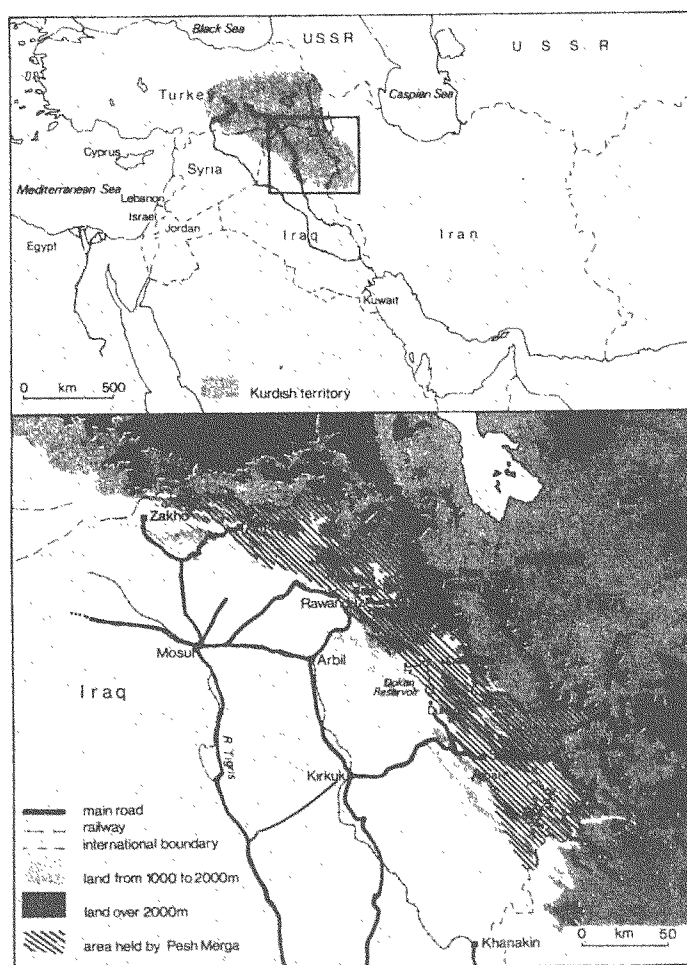 Black Sea
USSR
USSR
Caspian Sea
Turkey
Cyprus
Syria
Mediterranean Sea
Lebanon
Israel
Jordan
Egypt
Iraq
Iran
Kuwait
0 km 500
Kurdish territory
Zakho
Mosul
Arbil
Iraq
Dokan
Reservoir
R. Tigris
Kirkuk
main road
railway
international boundary
land from 1000 to 2000m
land over 2000m
area held by Pesh Merga
0 km 50
Khanakin